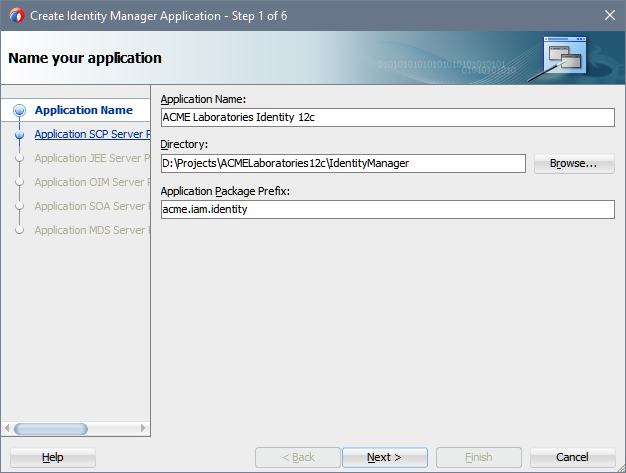 Create Identity Manager Application - Step 1 of 6
Name your application
Application Name
Application SCP Server
Application JEE Server
Application OIM Server
Application SOA Server
Application MDS Server
Application Name:
ACME Laboratories Identity 12c
Directory:
D:\Projects\ACMELaboratories12c\IdentityManager
Browse...
Application Package Prefix:
acme.iam.identity
Help
< Back
Next >
Finish
Cancel